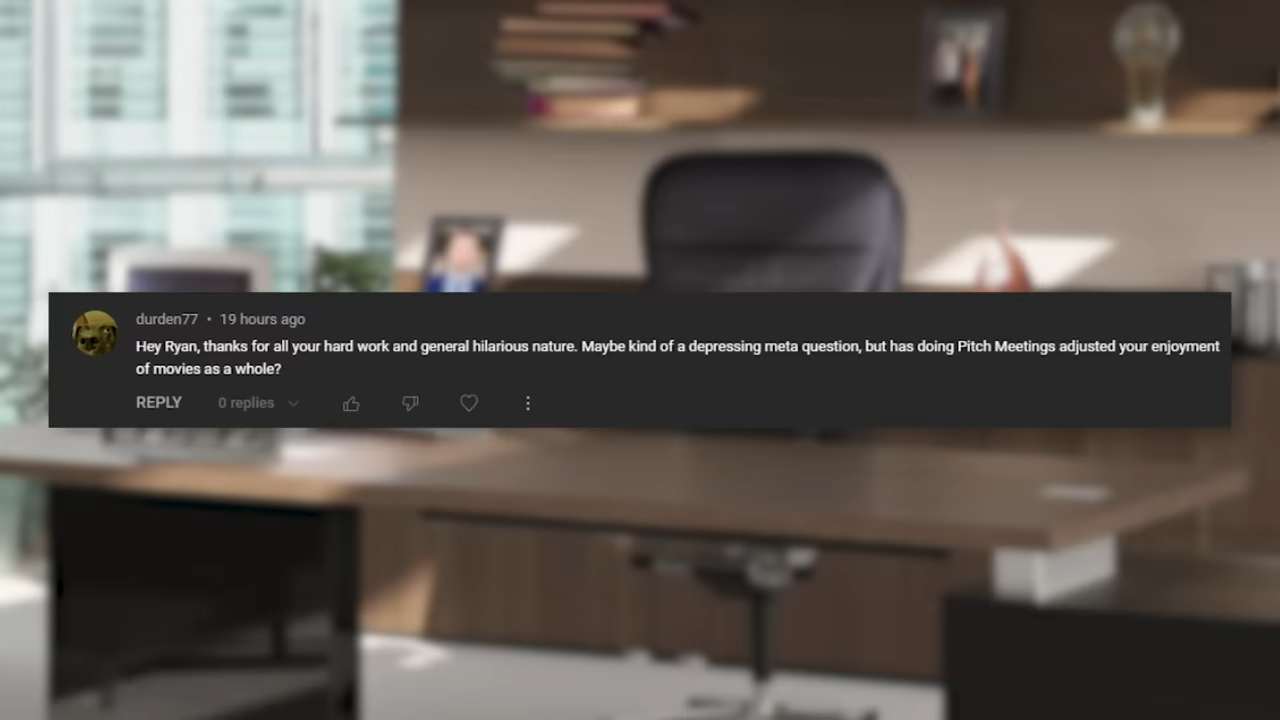 durden77 • 19 hours ago
Hey Ryan, thanks for all your hard work and general hilarious nature. Maybe kind of a depressing meta question, but has doing Pitch Meetings adjusted your enjoyment
of movies as a whole?
REPLY 0 replies